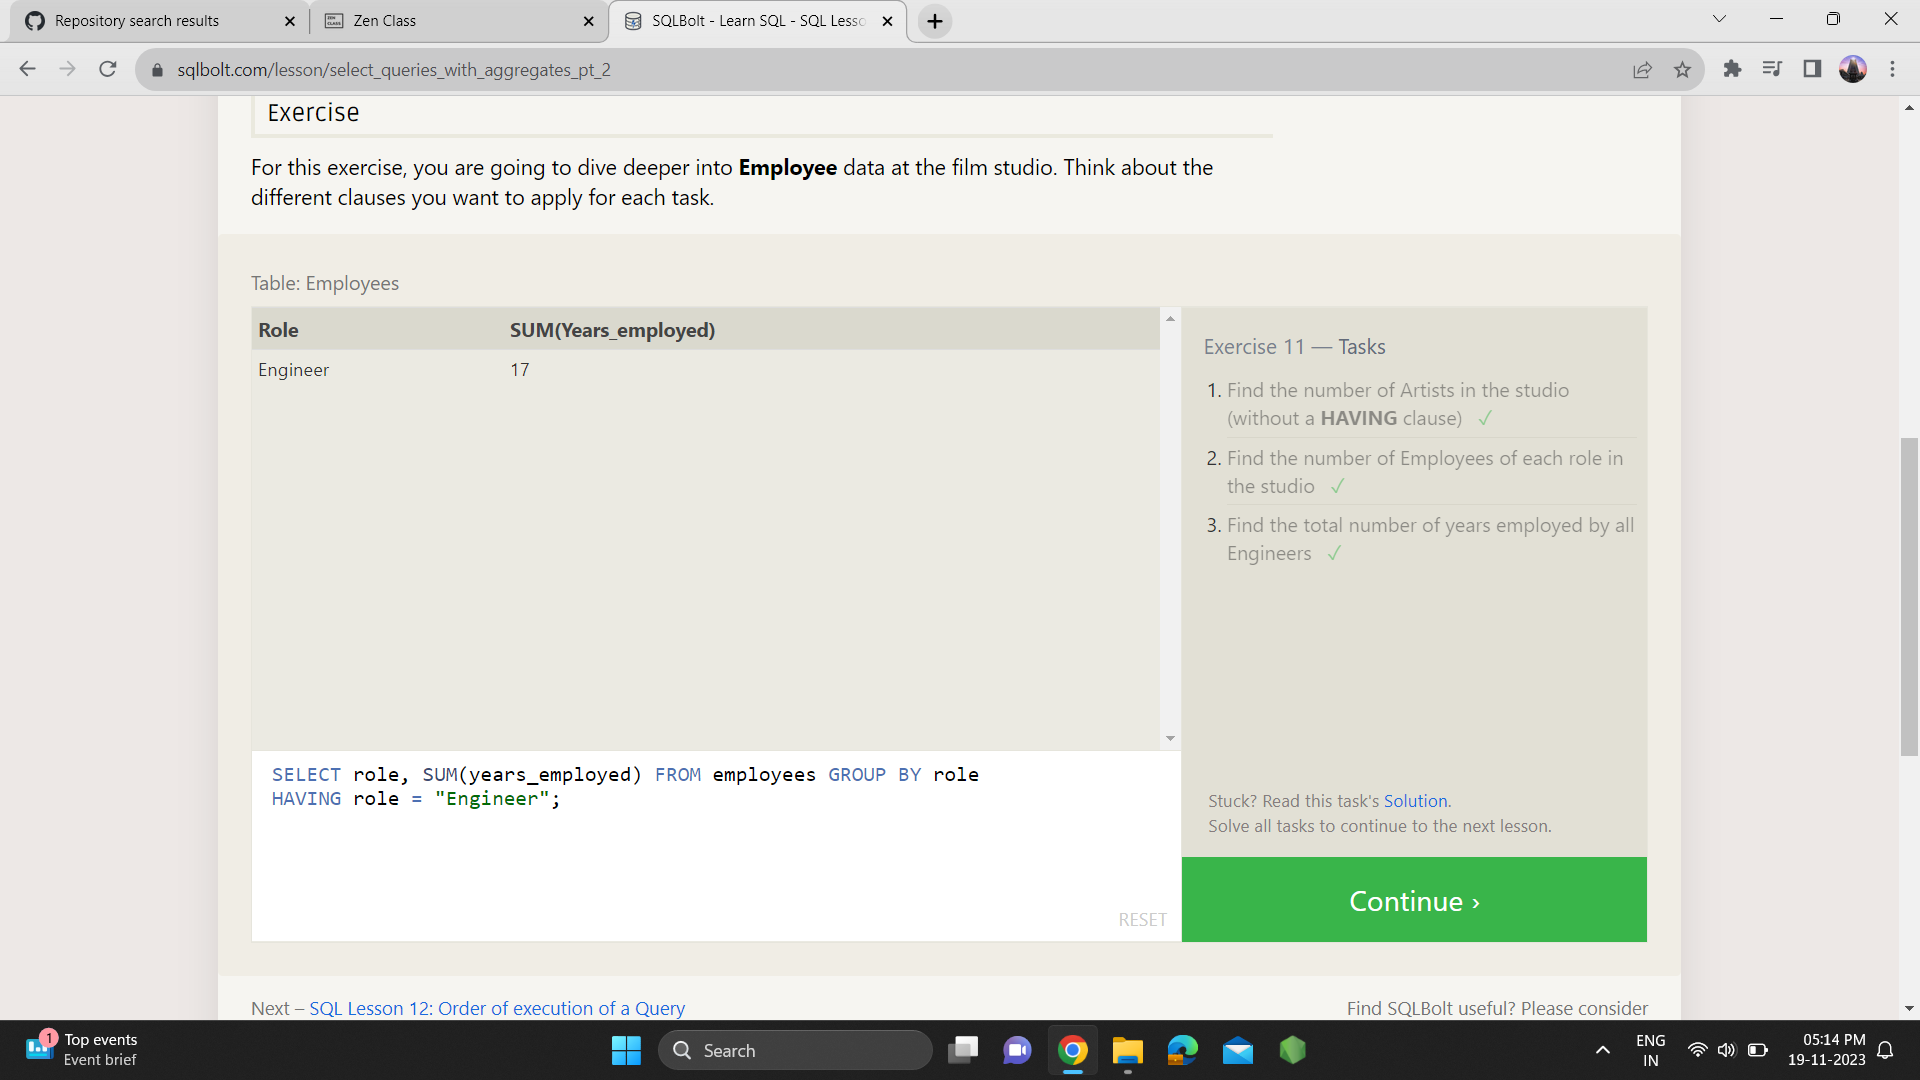 Repository search results
Zen Class
SQLBolt - Learn SQL - SQL Lesso
sqlbolt.com/lesson/select_queries_with_aggregates_pt_2
Exercise
For this exercise, you are going to dive deeper into Employee data at the film studio. Think about the
different clauses you want to apply for each task.
Table: Employees
Role SUM(Years_employed)
Engineer 17
Exercise 11 — Tasks
1. Find the number of Artists in the studio
(without a HAVING clause) ✓
2. Find the number of Employees of each role in
the studio ✓
3. Find the total number of years employed by all
Engineers ✓
SELECT role, SUM(years_employed) FROM employees GROUP BY role
HAVING role = "Engineer";
RESET
Stuck? Read this task's Solution.
Solve all tasks to continue to the next lesson.
Continue ›
Next – SQL Lesson 12: Order of execution of a Query
Find SQLBolt useful? Please consider
1
Top events
Event brief
Search
ENG
IN
05:14 PM
19-11-2023